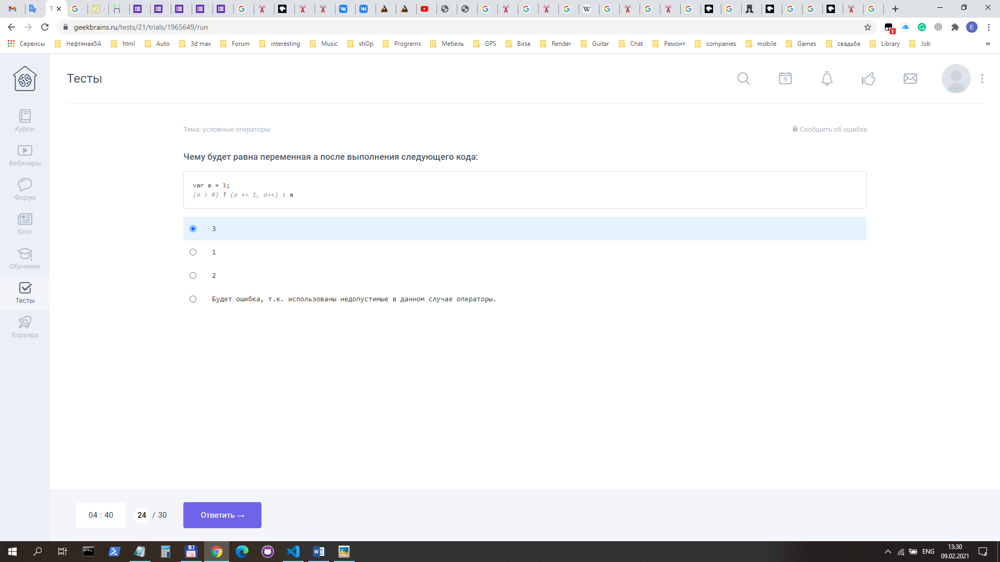 geekbrains.ru/tests/21/trials/1965649/run
1
E
Сервисы Нефтяная5А html Auto 3d max Forum interesting Music shOp Progrems Мебель GPS Виза Render Guitar Chat Ремонт companies mobile Games свадьба Library Job »
Тесты
9
Курсы
Вебинары
Форум
Блог
Обучение
Тесты
Карьера
Тема: условные операторы
Сообщить об ошибке
Чему будет равна переменная a после выполнения следующего кода:
var a = 1;
(a > 0) ? (a += 1, a++) : a
3
1
2
Будет ошибка, т.к. использованы недопустимые в данном случае операторы.
04 : 40
24 / 30
Ответить →
ENG
13:30
09.02.2021